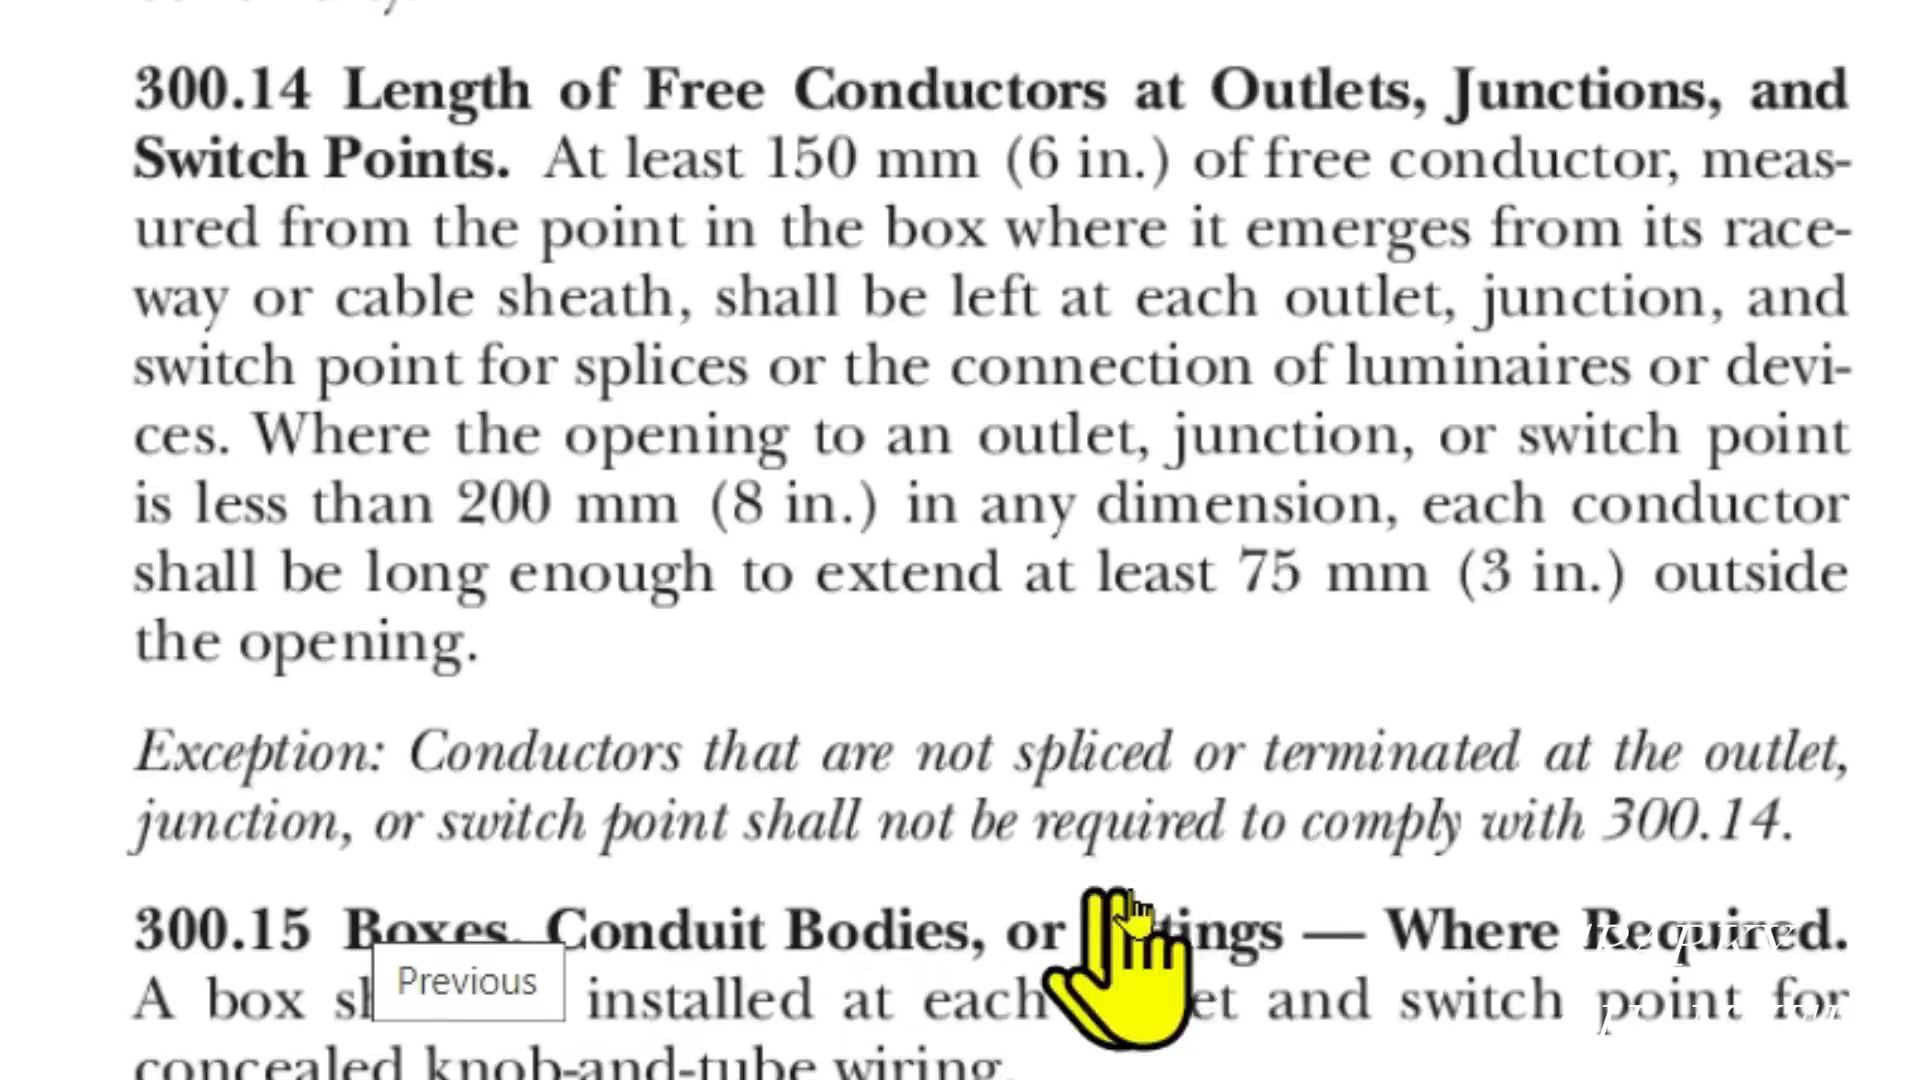 300.14 Length of Free Conductors at Outlets, Junctions, and
Switch Points. At least 150 mm (6 in.) of free conductor, meas-
ured from the point in the box where it emerges from its race-
way or cable sheath, shall be left at each outlet, junction, and
switch point for splices or the connection of luminaires or devi-
ces. Where the opening to an outlet, junction, or switch point
is less than 200 mm (8 in.) in any dimension, each conductor
shall be long enough to extend at least 75 mm (3 in.) outside
the opening.
Exception: Conductors that are not spliced or terminated at the outlet,
junction, or switch point shall not be required to comply with 300.14.
300.15 Boxes, Conduit Bodies, or — Where Required.
A box installed at each and switch point for
Previous
concealed knob-and-tube wiring.